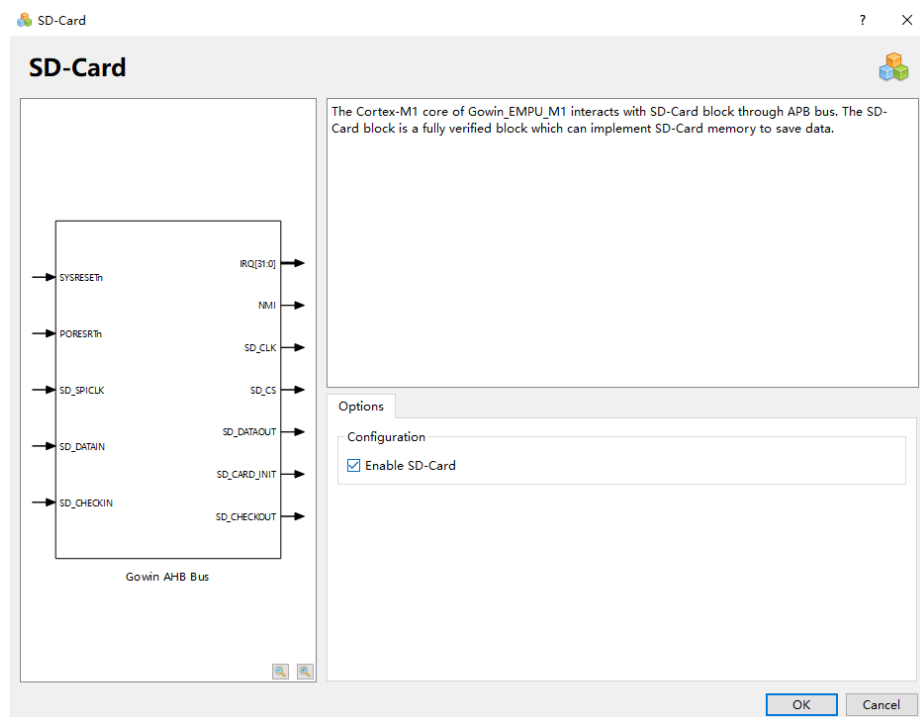 SD-Card
?
SD-Card
The Cortex-M1 core of Gowin_EMPU_M1 interacts with SD-Card block through APB bus. The SD-
Card block is a fully verified block which can implement SD-Card memory to save data.
SYSRESETn
PORESRTn
SD_SPICLK
SD_DATAIN
SD_CHECKIN
IRQ[31:0]
NMI
SD_CLK
SD_CS
SD_DATAOUT
SD_CARD_INIT
SD_CHECKOUT
Gowin AHB Bus
Options
Configuration
Enable SD-Card
OK
Cancel